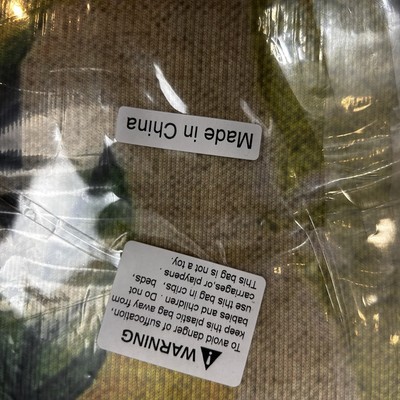 WARNING
To avoid danger of suffocation,
keep this plastic bag away from
babies and children . Do not
use this bag in cribs, beds,
carriages,or playpens.
This bag is not a toy.
Made in China